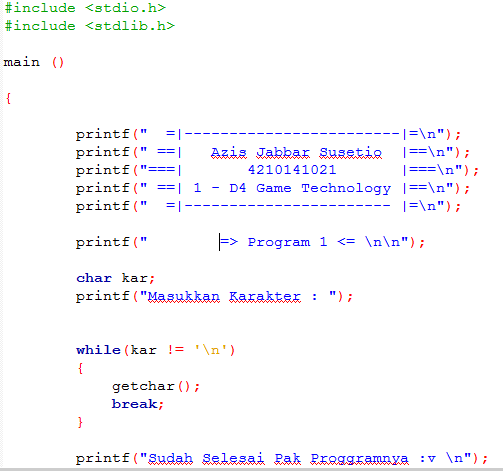 #include <stdio.h>
#include <stdlib.h>
main ()
{
printf("  =|------------------------|=\n");
printf(" ==|   Azis Jabbar Susetio  |==\n");
printf("===|       4210141021       |===\n");
printf(" ==| 1 - D4 Game Technology |==\n");
printf("  =|----------------------- |=\n");
printf("        => Program 1 <= \n\n");
char kar;
printf("Masukkan Karakter : ");
while(kar != '\n')
{
getchar();
break;
}
printf("Sudah Selesai Pak Proggramnya :v \n");